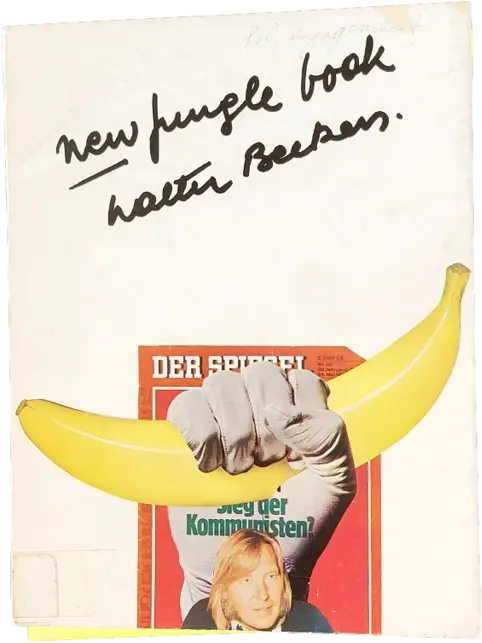 new jungle book
Walter Beckers.
DER SPIEGEL
Sieg der
Kommunisten?